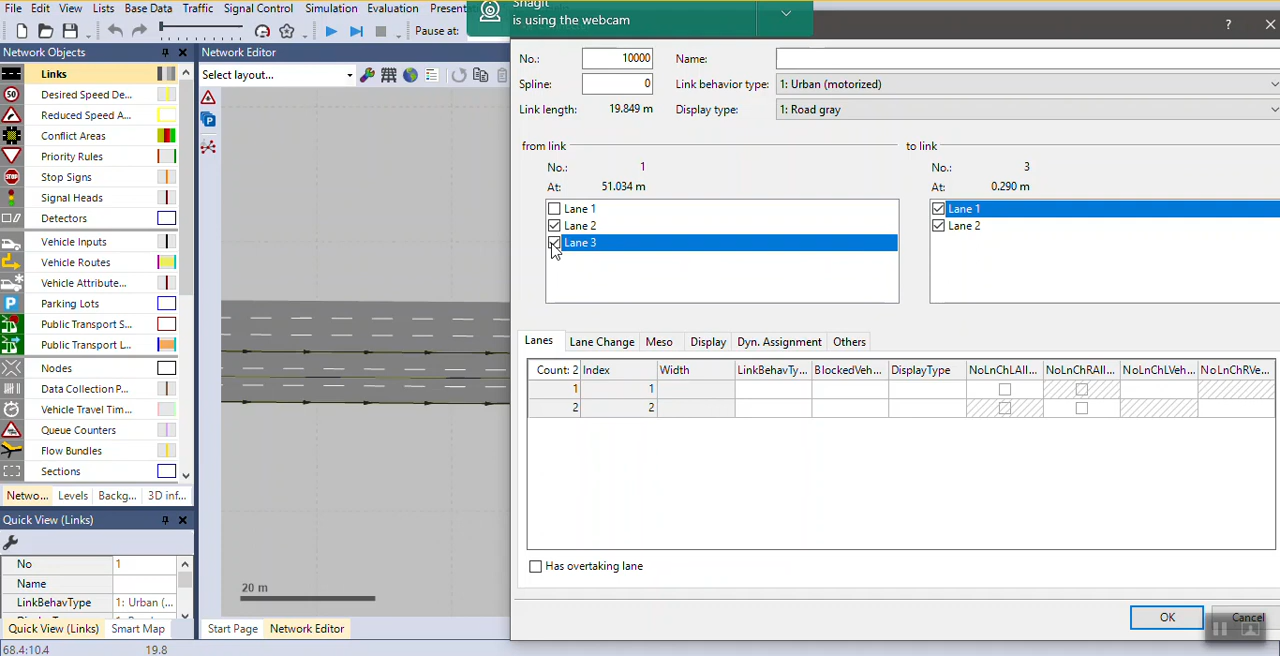 File Edit View Lists Base Data Traffic Signal Control Simulation Evaluation Presentat
Snagit
is using the webcam
Pause at:
Network Objects
Network Editor
Select layout...
Links
Desired Speed De...
Reduced Speed A...
Conflict Areas
Priority Rules
Stop Signs
Signal Heads
Detectors
Vehicle Inputs
Vehicle Routes
Vehicle Attribute...
Parking Lots
Public Transport S...
Public Transport L...
Nodes
Data Collection P...
Vehicle Travel Tim...
Queue Counters
Flow Bundles
Sections
50
STOP
Netwo... Levels Backg... 3D inf...
Quick View (Links)
No 1
Name
LinkBehavType 1: Urban (...
Quick View (Links) Smart Map
68.4:10.4 19.8
20 m
Start Page Network Editor
No.: 10000 Name:
Spline: 0 Link behavior type: 1: Urban (motorized)
Link length: 19.849 m Display type: 1: Road gray
from link
No.: 1
At: 51.034 m
Lane 1
Lane 2
Lane 3
to link
No.: 3
At: 0.290 m
Lane 1
Lane 2
Lanes Lane Change Meso Display Dyn. Assignment Others
Count: 2 Index Width LinkBehavTy... BlockedVeh... DisplayType NoLnChLAll... NoLnChRAll... NoLnChLVeh... NoLnChRVe...
1 1
2 2
Has overtaking lane
OK Cancel